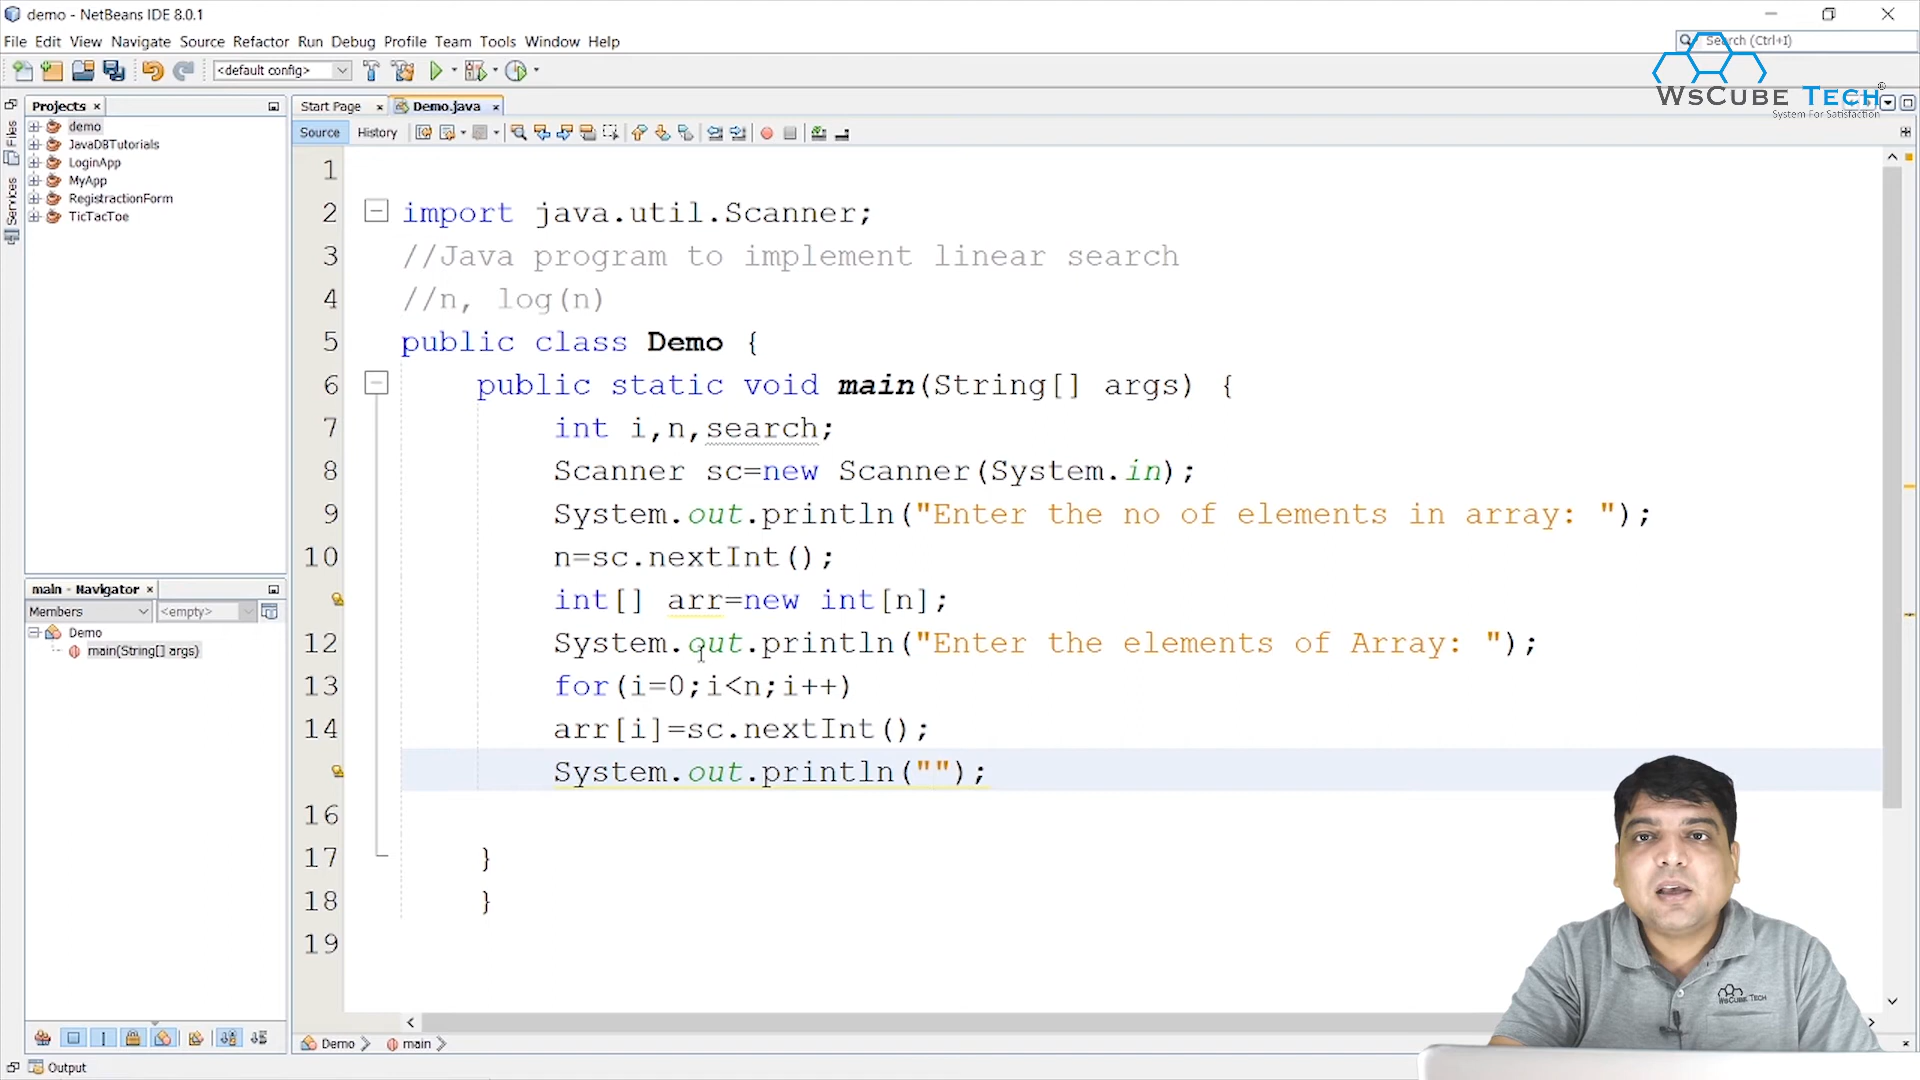 demo - NetBeans IDE 8.0.1
File Edit View Navigate Source Refactor Run Debug Profile Team Tools Window Help
Search (Ctrl+I)
<default config>
WsCube Tech®
System For Satisfaction
Projects
Start Page
Demo.java
Files
Services
Source History
demo
JavaDBTutorials
LoginApp
MyApp
RegistractionForm
TicTacToe
1
2 import java.util.Scanner;
3 //Java program to implement linear search
4 //n, log(n)
5 public class Demo {
6 public static void main(String[] args) {
7 int i,n,search;
8 Scanner sc=new Scanner(System.in);
9 System.out.println("Enter the no of elements in array: ");
10 n=sc.nextInt();
int[] arr=new int[n];
12 System.out.println("Enter the elements of Array: ");
13 for(i=0;i<n;i++)
14 arr[i]=sc.nextInt();
System.out.println("");
16
17 }
18 }
19
main - Navigator
Members <empty>
Demo
main(String[] args)
Demo main
Output
WsCube Tech